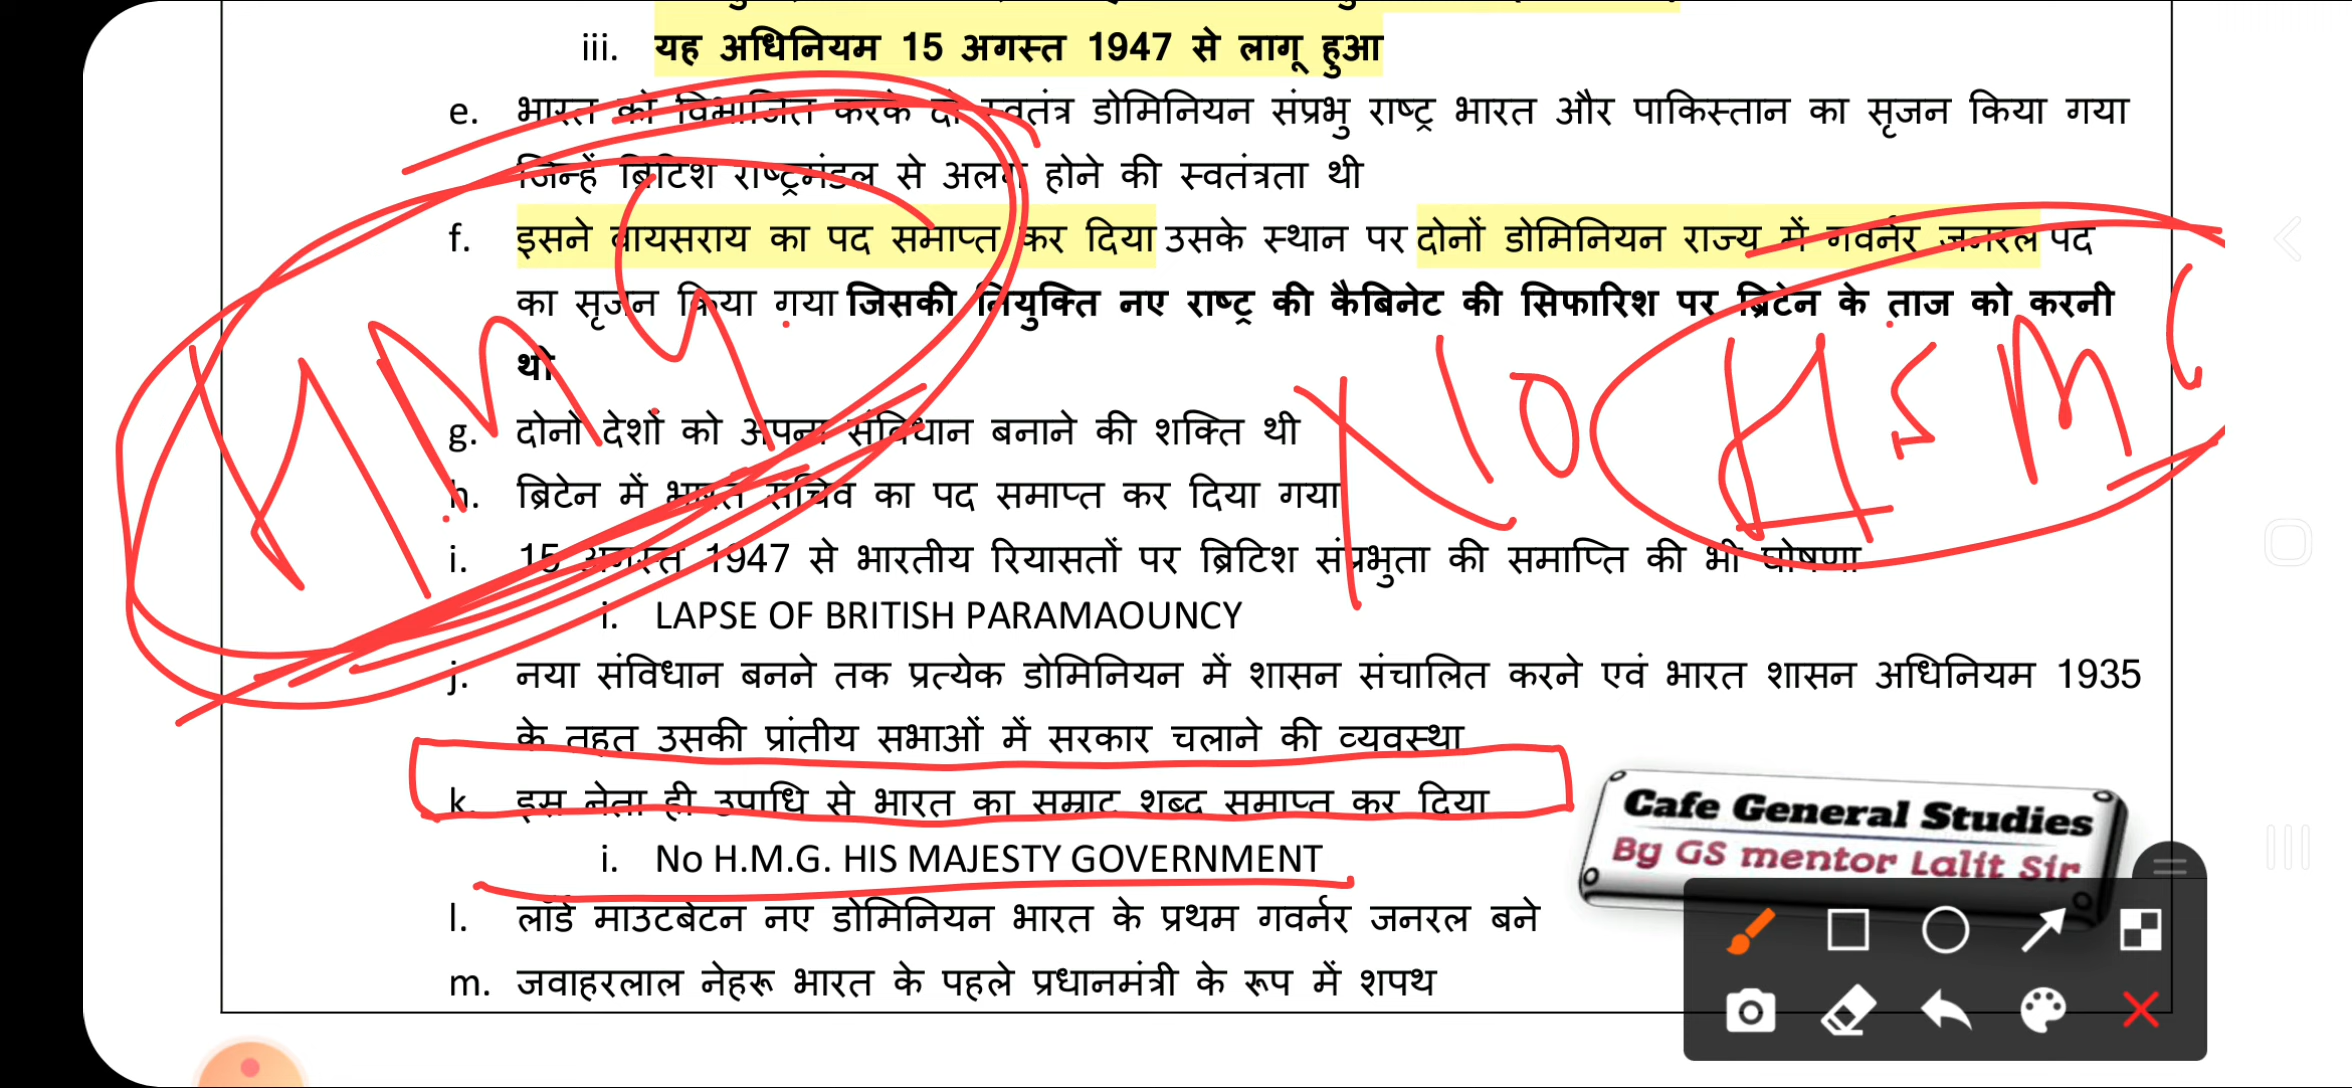 iii. यह अधिनियम 15 अगस्त 1947 से लागू हुआ
e. भारत को विभाजित करके दो स्वतंत्र डोमिनियन संप्रभु राष्ट्र भारत और पाकिस्तान का सृजन किया गया
जिन्हें ब्रिटिश राष्ट्रमंडल से अलग होने की स्वतंत्रता थी
f. इसने वायसराय का पद समाप्त कर दिया उसके स्थान पर दोनों डोमिनियन राज्य में गवर्नर जनरल पद
का सृजन किया गया जिसकी नियुक्ति नए राष्ट्र की कैबिनेट की सिफारिश पर ब्रिटेन के ताज को करनी
थी
g. दोनो देशों को अपना संविधान बनाने की शक्ति थी
h. ब्रिटेन में भारत सचिव का पद समाप्त कर दिया गया
i. 15 अगस्त 1947 से भारतीय रियासतों पर ब्रिटिश संप्रभुता की समाप्ति की भी घोषणा
i. LAPSE OF BRITISH PARAMAOUNCY
j. नया संविधान बनने तक प्रत्येक डोमिनियन में शासन संचालित करने एवं भारत शासन अधिनियम 1935
के तहत उसकी प्रांतीय सभाओं में सरकार चलाने की व्यवस्था
k. इस नेता ही उपाधि से भारत का सम्राट शब्द समाप्त कर दिया
i. No H.M.G. HIS MAJESTY GOVERNMENT
l. लॉर्ड माउंटबेटन नए डोमिनियन भारत के प्रथम गवर्नर जनरल बने
m. जवाहरलाल नेहरू भारत के पहले प्रधानमंत्री के रूप में शपथ
Cafe General Studies
By GS mentor Lalit Sir